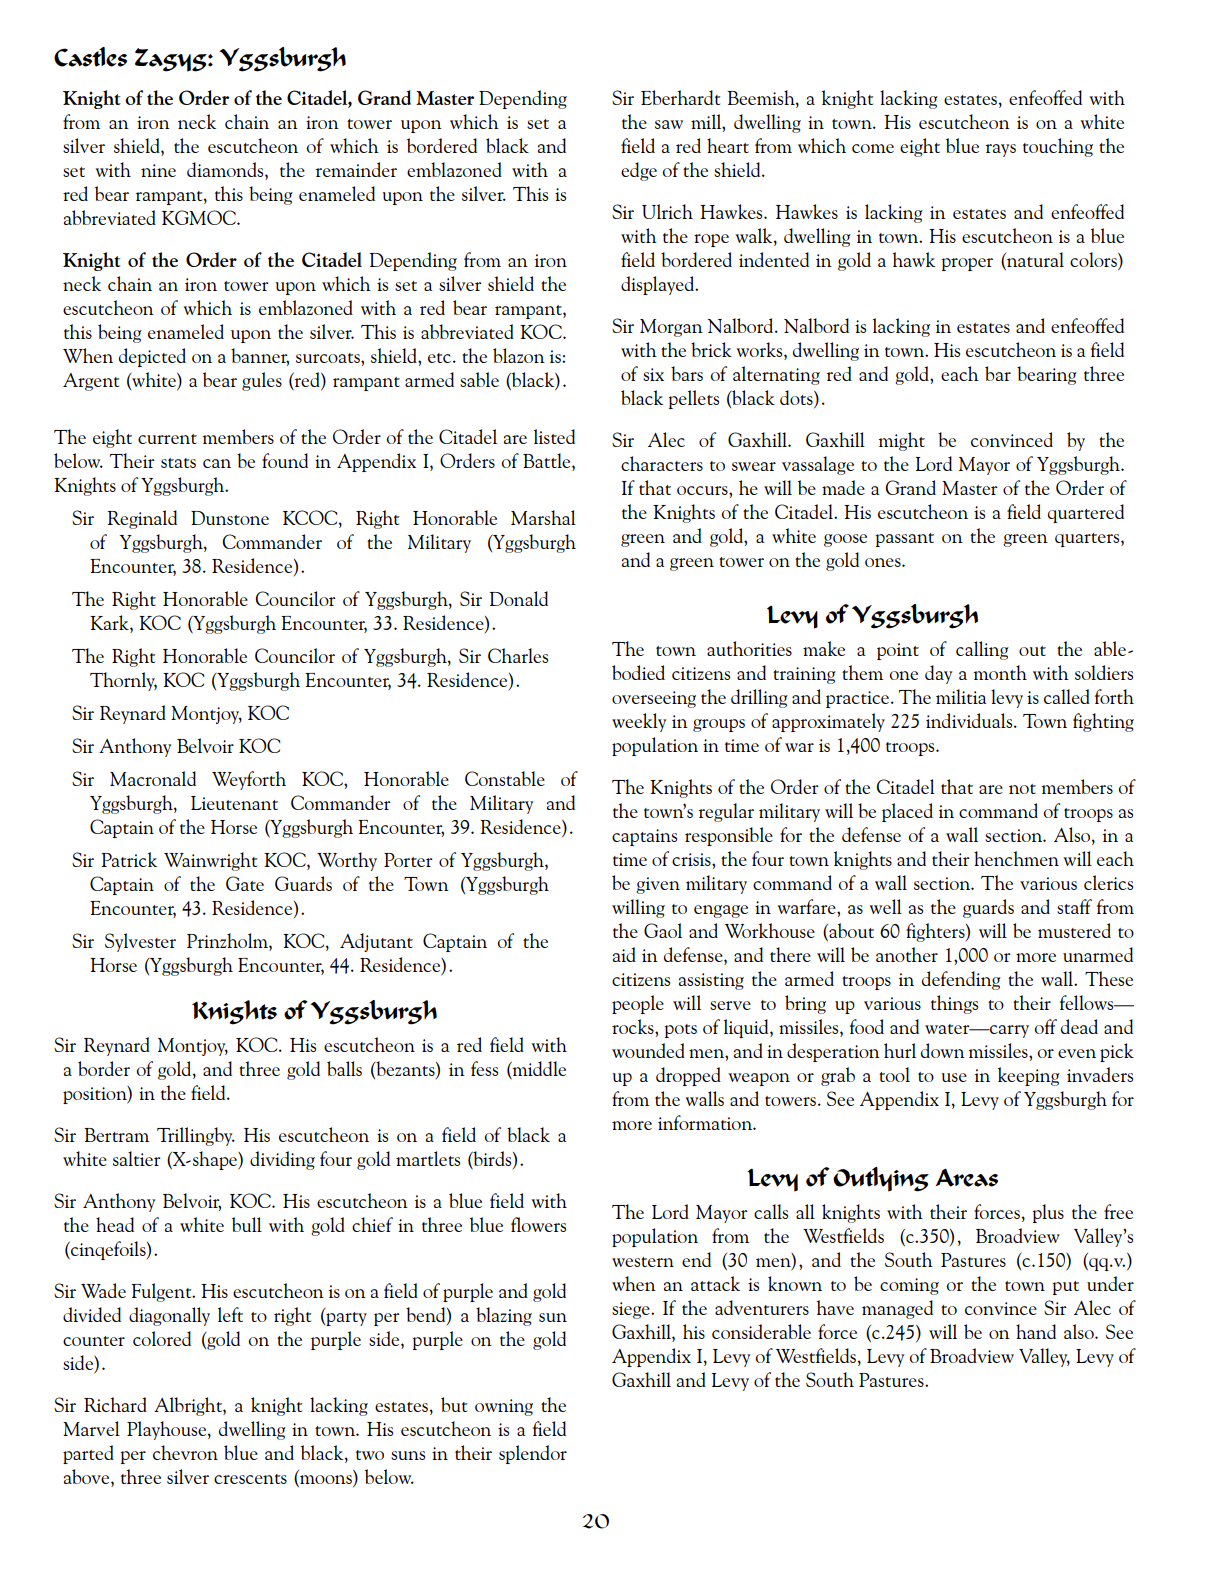 Castles Zagyg: Yggsburgh
Knight of the Order of the Citadel, Grand Master Depending
from an iron neck chain an iron tower upon which is set a
silver shield, the escutcheon of which is bordered black and
set with nine diamonds, the remainder emblazoned with a
red bear rampant, this being enameled upon the silver. This is
abbreviated KGMOC.
Knight of the Order of the Citadel Depending from an iron
neck chain an iron tower upon which is set a silver shield the
escutcheon of which is emblazoned with a red bear rampant,
this being enameled upon the silver. This is abbreviated KOC.
When depicted on a banner, surcoats, shield, etc. the blazon is:
Argent (white) a bear gules (red) rampant armed sable (black).
The eight current members of the Order of the Citadel are listed
below. Their stats can be found in Appendix I, Orders of Battle,
Knights of Yggsburgh.
Sir Reginald Dunstone KCOC, Right Honorable Marshal
of Yggsburgh, Commander of the Military (Yggsburgh
Encounter, 38. Residence).
The Right Honorable Councilor of Yggsburgh, Sir Donald
Kark, KOC (Yggsburgh Encounter, 33. Residence).
The Right Honorable Councilor of Yggsburgh, Sir Charles
Thornly, KOC (Yggsburgh Encounter, 34. Residence).
Sir Reynard Montjoy, KOC
Sir Anthony Belvoir KOC
Sir Macronald Weyforth KOC, Honorable Constable of
Yggsburgh, Lieutenant Commander of the Military and
Captain of the Horse (Yggsburgh Encounter, 39. Residence).
Sir Patrick Wainwright KOC, Worthy Porter of Yggsburgh,
Captain of the Gate Guards of the Town (Yggsburgh
Encounter, 43. Residence).
Sir Sylvester Prinzholm, KOC, Adjutant Captain of the
Horse (Yggsburgh Encounter, 44. Residence).
Knights of Yggsburgh
Sir Reynard Montjoy, KOC. His escutcheon is a red field with
a border of gold, and three gold balls (bezants) in fess (middle
position) in the field.
Sir Bertram Trillingby. His escutcheon is on a field of black a
white saltier (X-shape) dividing four gold martlets (birds).
Sir Anthony Belvoir, KOC. His escutcheon is a blue field with
the head of a white bull with gold chief in three blue flowers
(cinqefoils).
Sir Wade Fulgent. His escutcheon is on a field of purple and gold
divided diagonally left to right (party per bend) a blazing sun
counter colored (gold on the purple side, purple on the gold
side).
Sir Richard Albright, a knight lacking estates, but owning the
Marvel Playhouse, dwelling in town. His escutcheon is a field
parted per chevron blue and black, two suns in their splendor
above, three silver crescents (moons) below.
Sir Eberhardt Beemish, a knight lacking estates, enfeoffed with
the saw mill, dwelling in town. His escutcheon is on a white
field a red heart from which come eight blue rays touching the
edge of the shield.
Sir Ulrich Hawkes. Hawkes is lacking in estates and enfeoffed
with the rope walk, dwelling in town. His escutcheon is a blue
field bordered indented in gold a hawk proper (natural colors)
displayed.
Sir Morgan Nalbord. Nalbord is lacking in estates and enfeoffed
with the brick works, dwelling in town. His escutcheon is a field
of six bars of alternating red and gold, each bar bearing three
black pellets (black dots).
Sir Alec of Gaxhill. Gaxhill might be convinced by the
characters to swear vassalage to the Lord Mayor of Yggsburgh.
If that occurs, he will be made a Grand Master of the Order of
the Knights of the Citadel. His escutcheon is a field quartered
green and gold, a white goose passant on the green quarters,
and a green tower on the gold ones.
Levy of Yggsburgh
The town authorities make a point of calling out the able-
bodied citizens and training them one day a month with soldiers
overseeing the drilling and practice. The militia levy is called forth
weekly in groups of approximately 225 individuals. Town fighting
population in time of war is 1,400 troops.
The Knights of the Order of the Citadel that are not members of
the town's regular military will be placed in command of troops as
captains responsible for the defense of a wall section. Also, in a
time of crisis, the four town knights and their henchmen will each
be given military command of a wall section. The various clerics
willing to engage in warfare, as well as the guards and staff from
the Gaol and Workhouse (about 60 fighters) will be mustered to
aid in defense, and there will be another 1,000 or more unarmed
citizens assisting the armed troops in defending the wall. These
people will serve to bring up various things to their fellows—
rocks, pots of liquid, missiles, food and water—carry off dead and
wounded men, and in desperation hurl down missiles, or even pick
up a dropped weapon or grab a tool to use in keeping invaders
from the walls and towers. See Appendix I, Levy of Yggsburgh for
more information.
Levy of Outlying Areas
The Lord Mayor calls all knights with their forces, plus the free
population from the Westfields (c.350), Broadview Valley's
western end (30 men), and the South Pastures (c.150) (qq.v.)
when an attack is known to be coming or the town put under
siege. If the adventurers have managed to convince Sir Alec of
Gaxhill, his considerable force (c.245) will be on hand also. See
Appendix I, Levy of Westfields, Levy of Broadview Valley, Levy of
Gaxhill and Levy of the South Pastures.
20